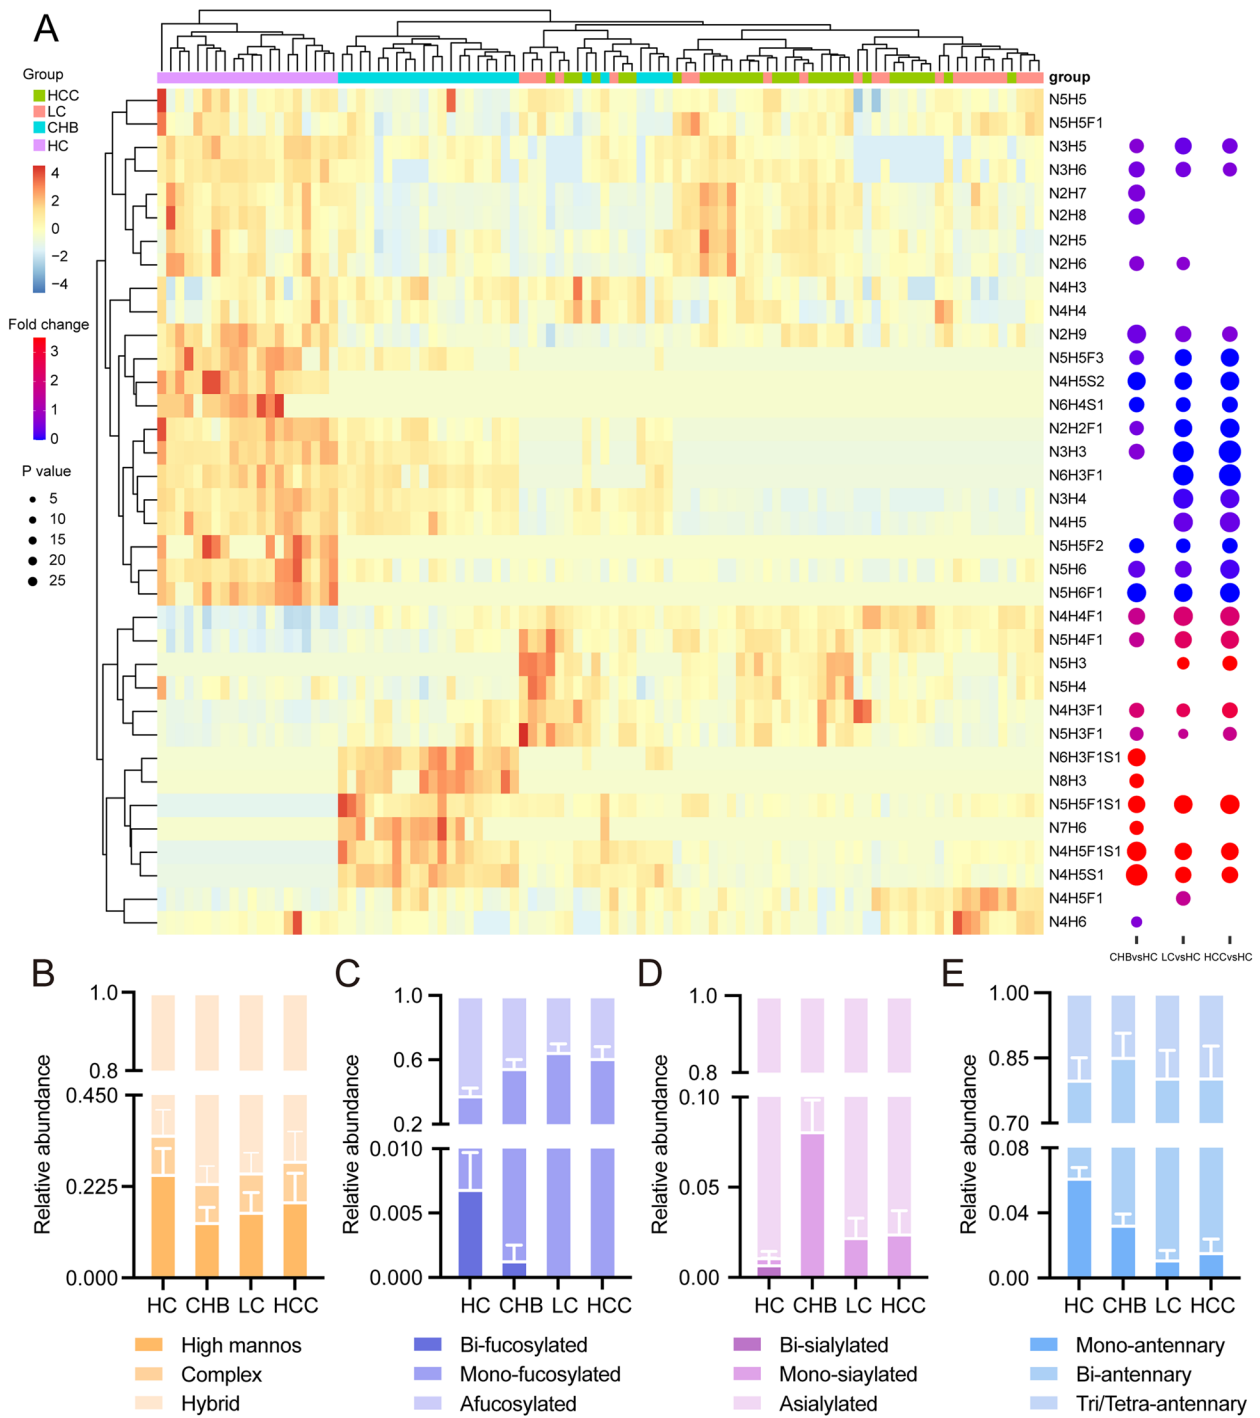 A
Group
HCC
LC
CHB
HC
4
2
0
−2
−4
Fold change
3
2
1
0
P value
5
10
15
20
25
group
N5H5
N5H5F1
N3H5
N3H6
N2H7
N2H8
N2H5
N2H6
N4H3
N4H4
N2H9
N5H5F3
N4H5S2
N6H4S1
N2H2F1
N3H3
N6H3F1
N3H4
N4H5
N5H5F2
N5H6
N5H6F1
N4H4F1
N5H4F1
N5H3
N5H4
N4H3F1
N5H3F1
N6H3F1S1
N8H3
N5H5F1S1
N7H6
N4H5F1S1
N4H5S1
N4H5F1
N4H6
CHBvsHC LCvsHC HCCvsHC
B
Relative abundance
1.0
0.8
0.450
0.225
0.000
HC CHB LC HCC
High mannos
Complex
Hybrid
C
Relative abundance
1.0
0.6
0.2
0.010
0.005
0.000
HC CHB LC HCC
Bi-fucosylated
Mono-fucosylated
Afucosylated
D
Relative abundance
1.0
0.8
0.10
0.05
0.00
HC CHB LC HCC
Bi-sialylated
Mono-siaylated
Asialylated
E
Relative abundance
1.00
0.85
0.70
0.08
0.04
0.00
HC CHB LC HCC
Mono-antennary
Bi-antennary
Tri/Tetra-antennary